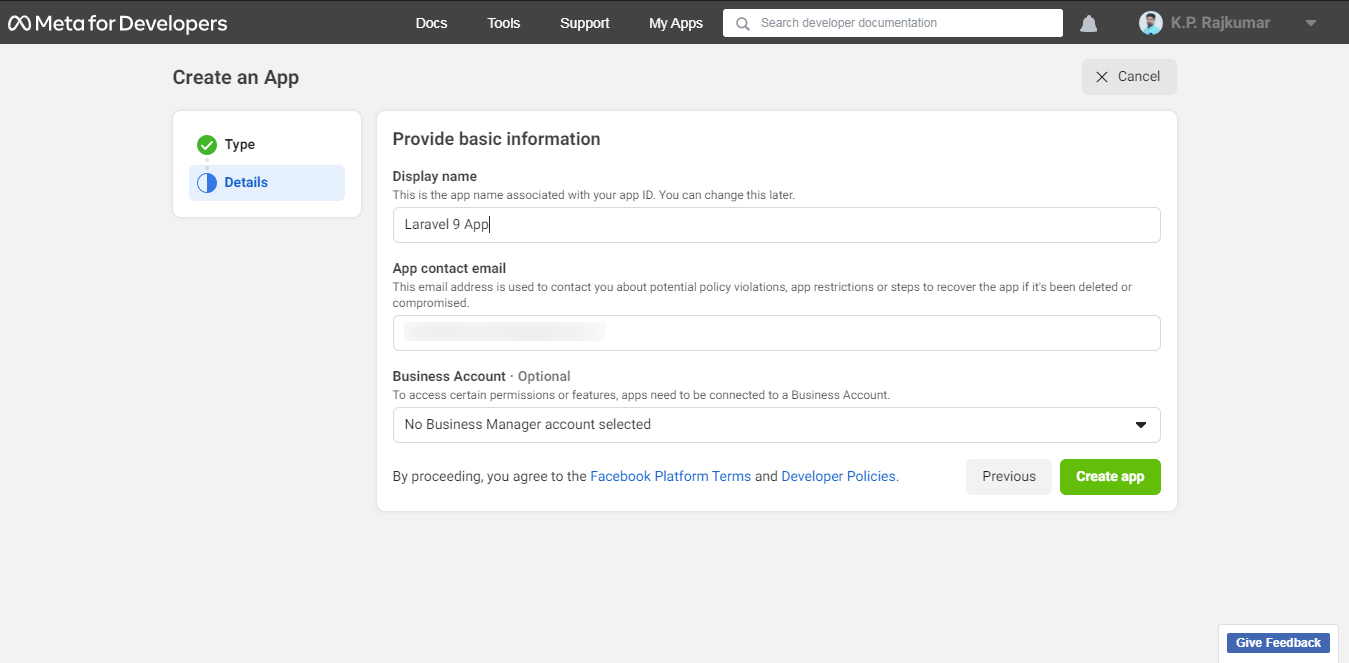 Meta for Developers
Docs
Tools
Support
My Apps
Search developer documentation
K.P. Rajkumar
Create an App
Cancel
Type
Details
Provide basic information
Display name
This is the app name associated with your app ID. You can change this later.
Laravel 9 App
App contact email
This email address is used to contact you about potential policy violations, app restrictions or steps to recover the app if it's been deleted or
compromised.
Business Account · Optional
To access certain permissions or features, apps need to be connected to a Business Account.
No Business Manager account selected
By proceeding, you agree to the Facebook Platform Terms and Developer Policies.
Previous
Create app
Give Feedback